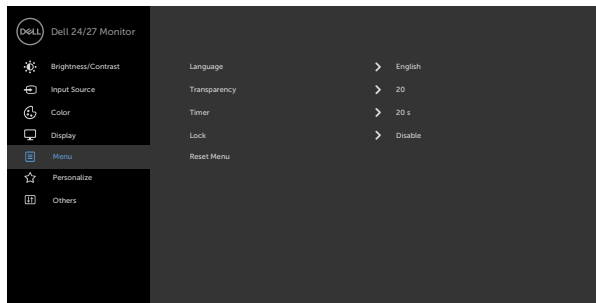 DELL Dell 24/27 Monitor
Brightness/Contrast
Input Source
Color
Display
Menu
Personalize
Others
Language English
Transparency 20
Timer 20 s
Lock Disable
Reset Menu